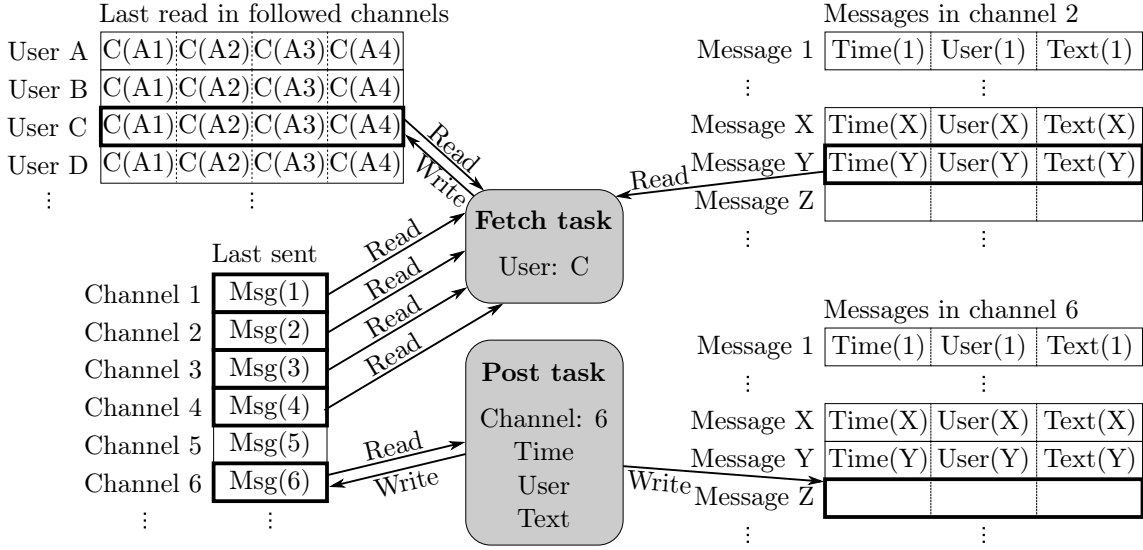 Last read in followed channels
User A C(A1) C(A2) C(A3) C(A4)
User B C(A1) C(A2) C(A3) C(A4)
User C C(A1) C(A2) C(A3) C(A4)
User D C(A1) C(A2) C(A3) C(A4)
⋮ ⋮
Read
Write
Messages in channel 2
Message 1 Time(1) User(1) Text(1)
⋮ ⋮
Message X Time(X) User(X) Text(X)
Message Y Time(Y) User(Y) Text(Y)
Message Z
⋮ ⋮
Read
Fetch task
User: C
Last sent
Channel 1 Msg(1)
Channel 2 Msg(2)
Channel 3 Msg(3)
Channel 4 Msg(4)
Channel 5 Msg(5)
Channel 6 Msg(6)
⋮ ⋮
Read
Read
Read
Read
Read
Write
Post task
Channel: 6
Time
User
Text
Write
Messages in channel 6
Message 1 Time(1) User(1) Text(1)
⋮ ⋮
Message X Time(X) User(X) Text(X)
Message Y Time(Y) User(Y) Text(Y)
Message Z
⋮ ⋮